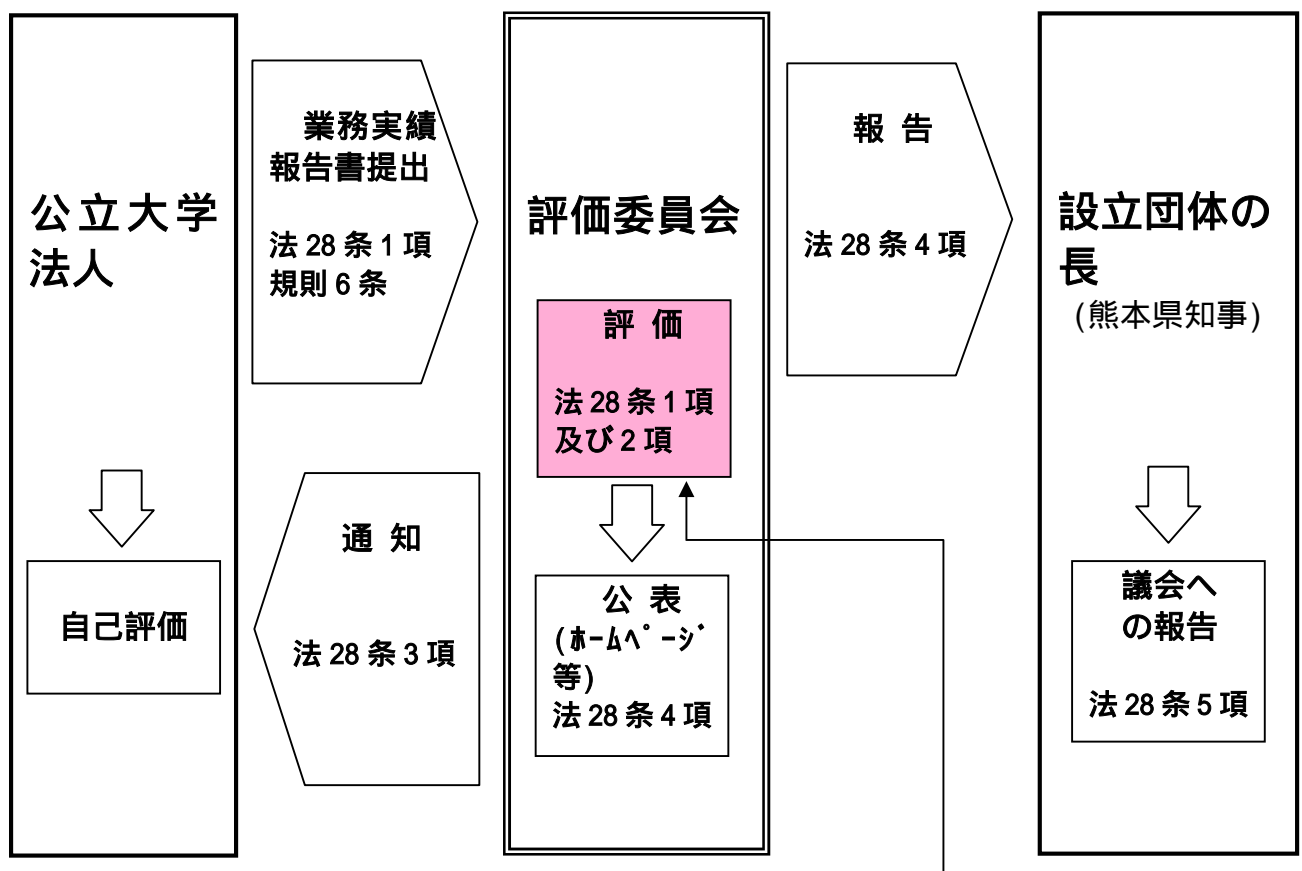 公立大学
法人
自己評価
業務実績
報告書提出
法 28 条 1 項
規則 6 条
通 知
法 28 条 3 項
評価委員会
評 価
法 28 条 1 項
及び 2 項
公 表
(ﾎｰﾑﾍﾟｰｼﾞ
等)
法 28 条 4 項
報 告
法 28 条 4 項
設立団体の
長
(熊本県知事)
議会へ
の報告
法 28 条 5 項